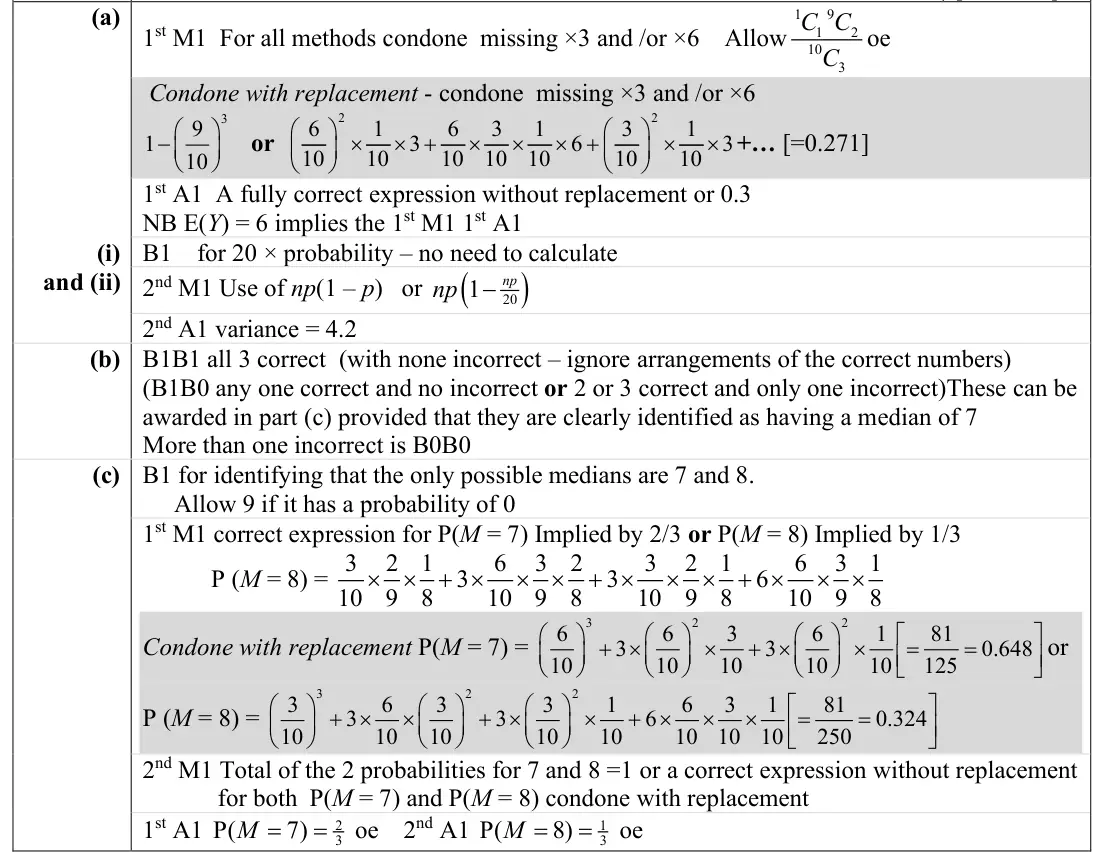 (a) 1st M1 For all methods condone missing ×3 and /or ×6 Allow (¹C₁ ⁹C₂)/(¹⁰C₃) oe
Condone with replacement - condone missing ×3 and /or ×6
1−(9/10)³ or (6/10)²×1/10×3+6/10×3/10×1/10×6+(3/10)²×1/10×3+… [=0.271]
1st A1 A fully correct expression without replacement or 0.3
NB E(Y) = 6 implies the 1st M1 1st A1
(i) B1 for 20 × probability – no need to calculate
and (ii) 2nd M1 Use of np(1 – p) or np(1−np/20)
2nd A1 variance = 4.2
(b) B1B1 all 3 correct (with none incorrect – ignore arrangements of the correct numbers)
(B1B0 any one correct and no incorrect or 2 or 3 correct and only one incorrect)These can be
awarded in part (c) provided that they are clearly identified as having a median of 7
More than one incorrect is B0B0
(c) B1 for identifying that the only possible medians are 7 and 8.
Allow 9 if it has a probability of 0
1st M1 correct expression for P(M = 7) Implied by 2/3 or P(M = 8) Implied by 1/3
P (M = 8) = 3/10×2/9×1/8+3×6/10×3/9×2/8+3×3/10×2/9×1/8+6×6/10×3/9×1/8
Condone with replacement P(M = 7) = (6/10)³+3×(6/10)²×3/10+3×(6/10)²×1/10[=81/125=0.648] or
P (M = 8) = (3/10)³+3×6/10×(3/10)²+3×(3/10)²×1/10+6×6/10×3/10×1/10[=81/250=0.324]
2nd M1 Total of the 2 probabilities for 7 and 8 =1 or a correct expression without replacement
for both P(M = 7) and P(M = 8) condone with replacement
1st A1 P(M = 7) = 2/3 oe 2nd A1 P(M = 8) = 1/3 oe